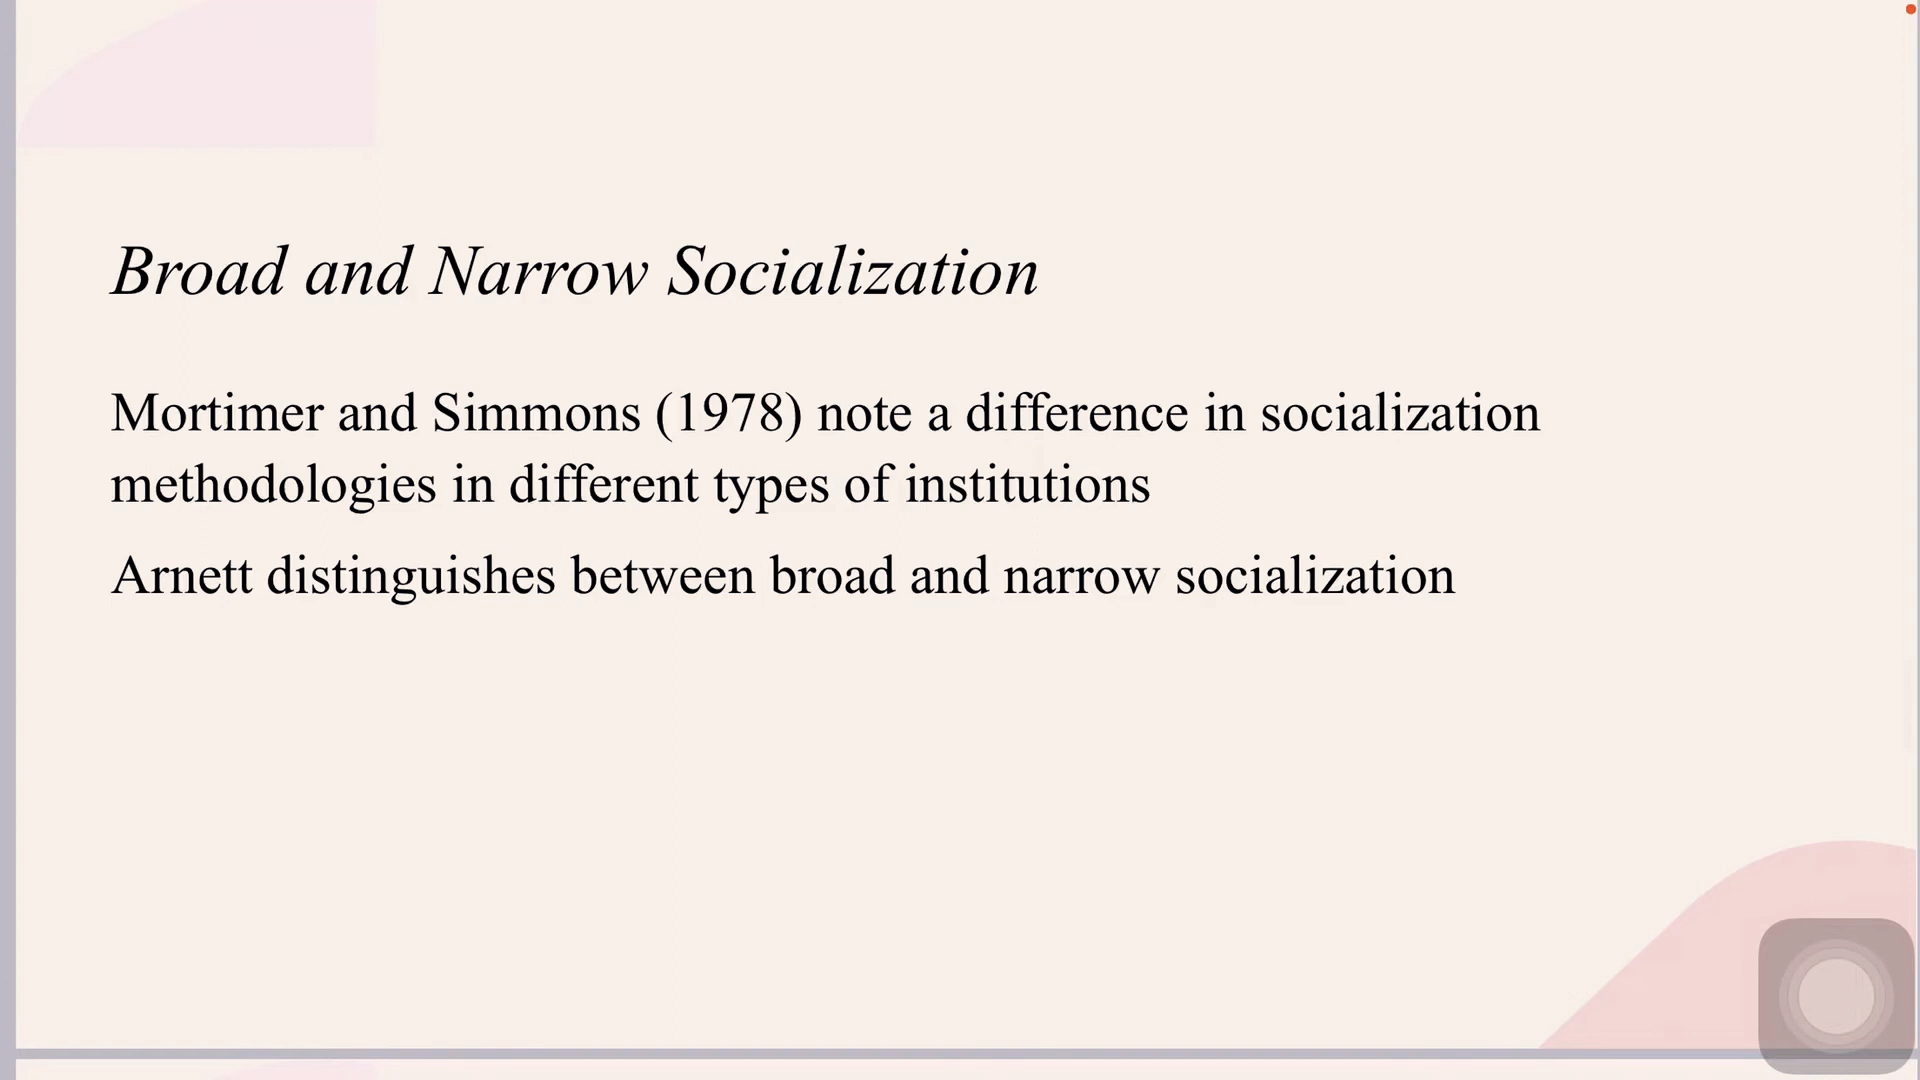 Broad and Narrow Socialization
Mortimer and Simmons (1978) note a difference in socialization
methodologies in different types of institutions
Arnett distinguishes between broad and narrow socialization